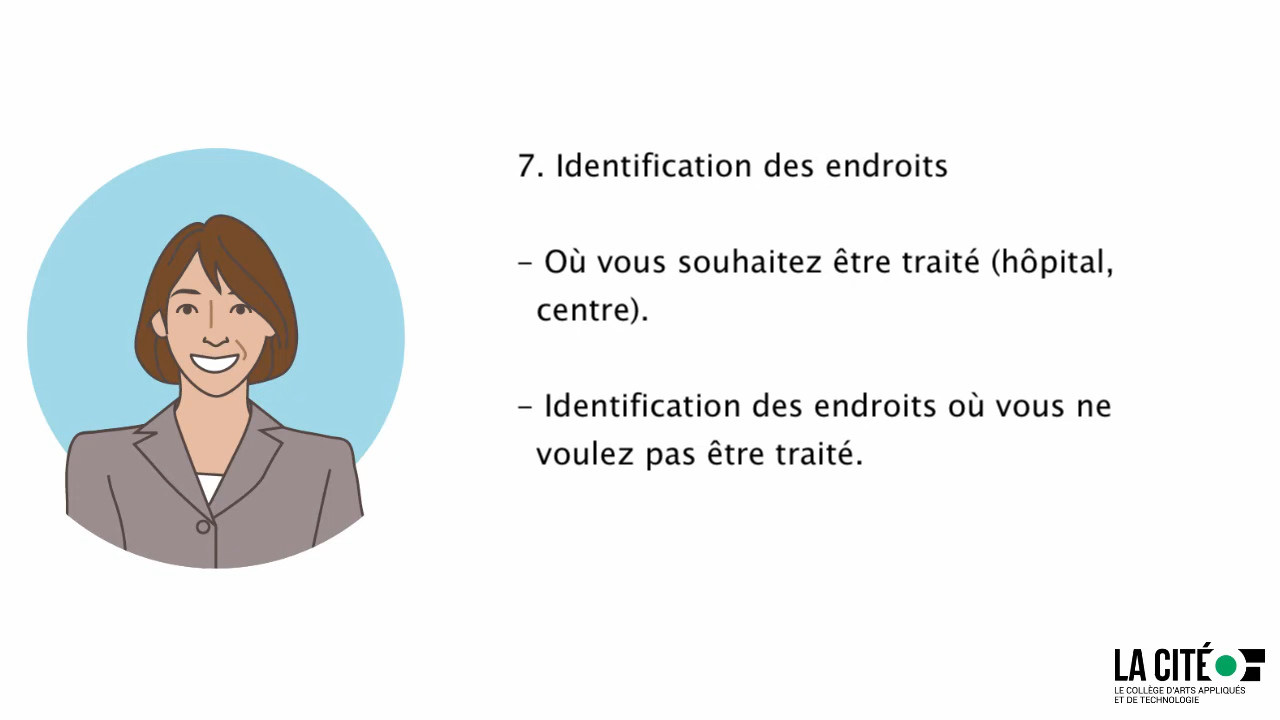 7. Identification des endroits
– Où vous souhaitez être traité (hôpital,
centre).
– Identification des endroits où vous ne
voulez pas être traité.
LA CITÉ
LE COLLÈGE D'ARTS APPLIQUÉS
ET DE TECHNOLOGIE